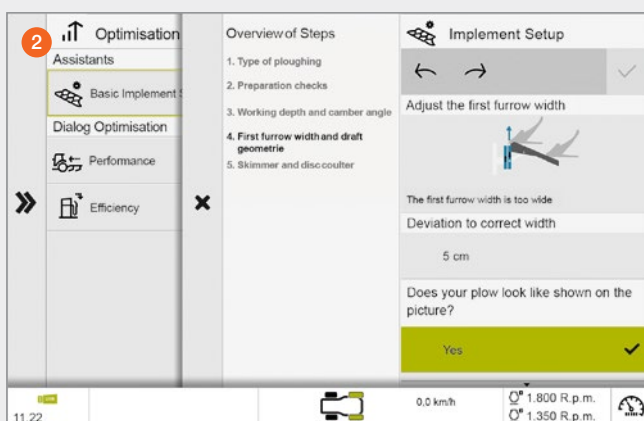 2
Optimisation
Assistants
Basic Implement S
Dialog Optimisation
Performance
Efficiency
Overview of Steps
1. Type of ploughing
2. Preparation checks
3. Working depth and camber angle
4. First furrow width and draft
geometrie
5. Skimmer and disccoulter
Implement Setup
Adjust the first furrow width
The first furrow width is too wide
Deviation to correct width
5 cm
Does your plow look like shown on the
picture?
Yes
11.22
0,0 km/h
1.800 R.p.m.
1.350 R.p.m.